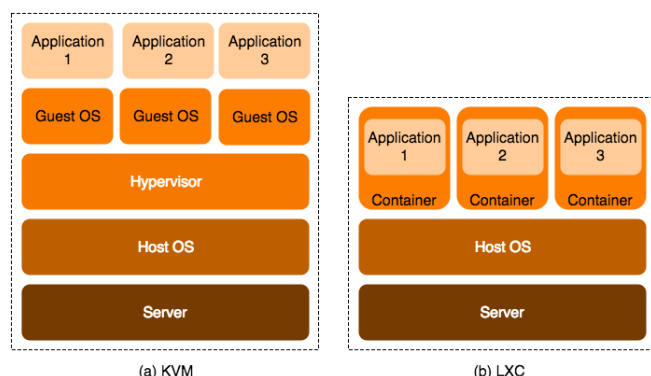 Application
1
Application
2
Application
3
Guest OS
Guest OS
Guest OS
Hypervisor
Host OS
Server
(a) KVM
Application
1
Application
2
Application
3
Container
Container
Container
Host OS
Server
(b) LXC